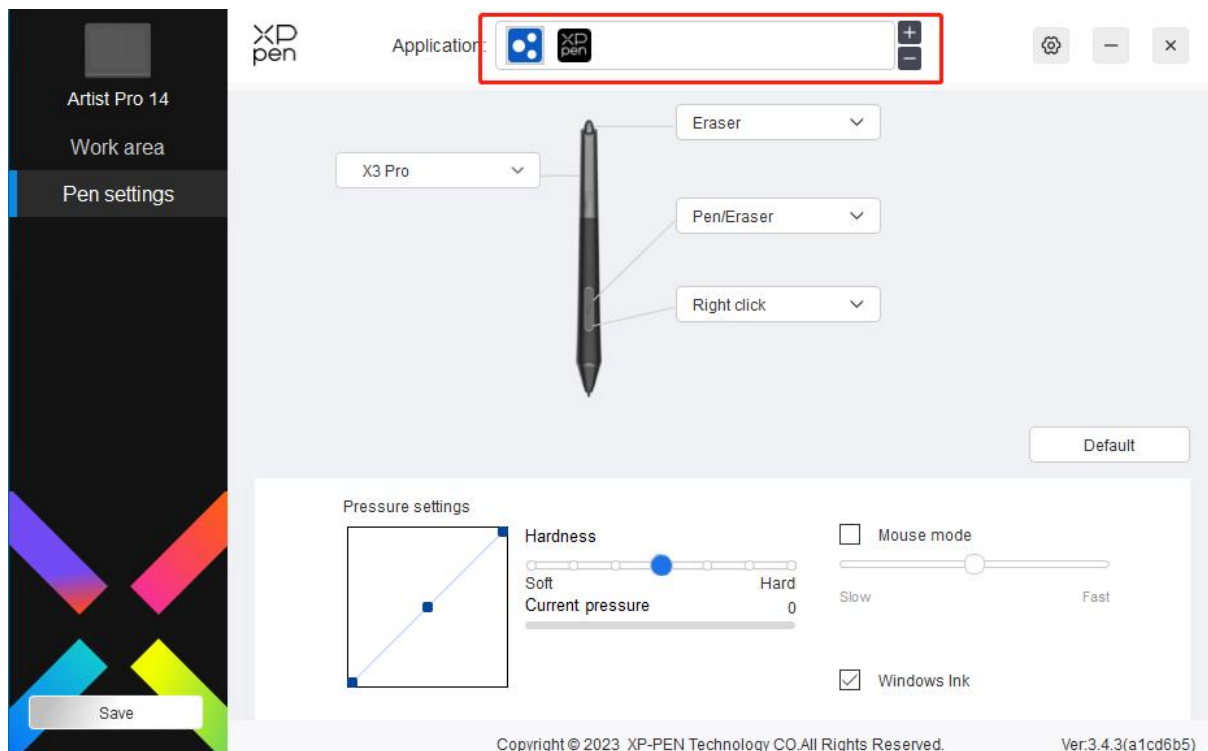 XP
pen
Application:
XP
pen
+
−
Artist Pro 14
Work area
Pen settings
Eraser
X3 Pro
Pen/Eraser
Right click
Default
Pressure settings
Hardness
Soft
Hard
Current pressure
0
Mouse mode
Slow
Fast
Windows Ink
Save
Copyright © 2023 XP-PEN Technology CO.All Rights Reserved.
Ver:3.4.3(a1cd6b5)